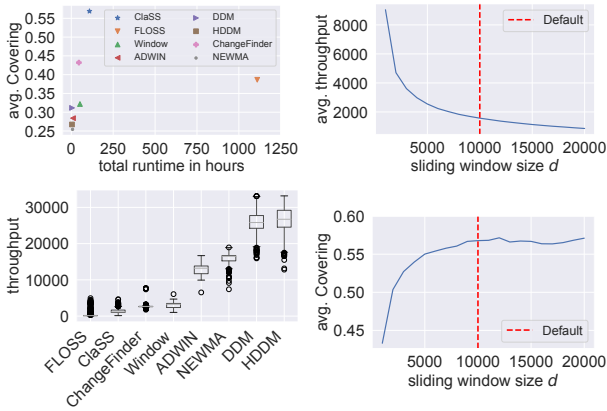 avg. Covering
0.55
0.50
0.45
0.40
0.35
0.30
0.25
ClaSS
FLOSS
Window
ADWIN
DDM
HDDM
ChangeFinder
NEWMA
0
250
500
750
1000
1250
total runtime in hours
avg. throughput
8000
6000
4000
2000
Default
5000
10000
15000
20000
sliding window size d
throughput
30000
20000
10000
0
FLOSS
ClaSS
ChangeFinder
Window
ADWIN
NEWMA
DDM
HDDM
avg. Covering
0.60
0.55
0.50
0.45
Default
5000
10000
15000
20000
sliding window size d